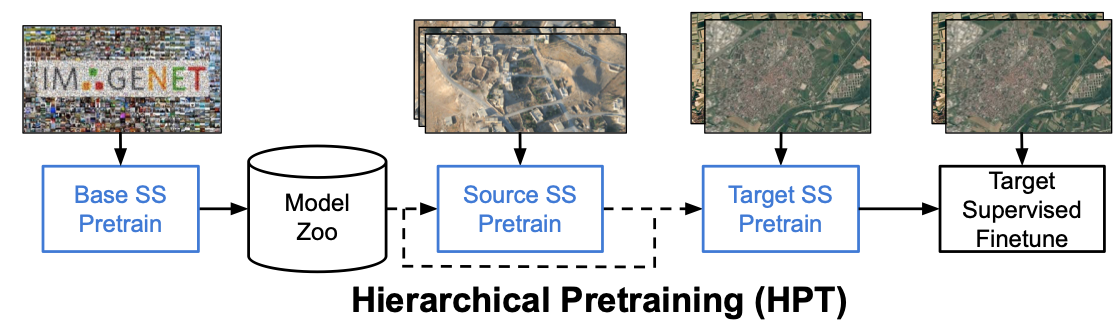 IMAGENET
Base SS
Pretrain
Model
Zoo
Source SS
Pretrain
Target SS
Pretrain
Target
Supervised
Finetune
Hierarchical Pretraining (HPT)